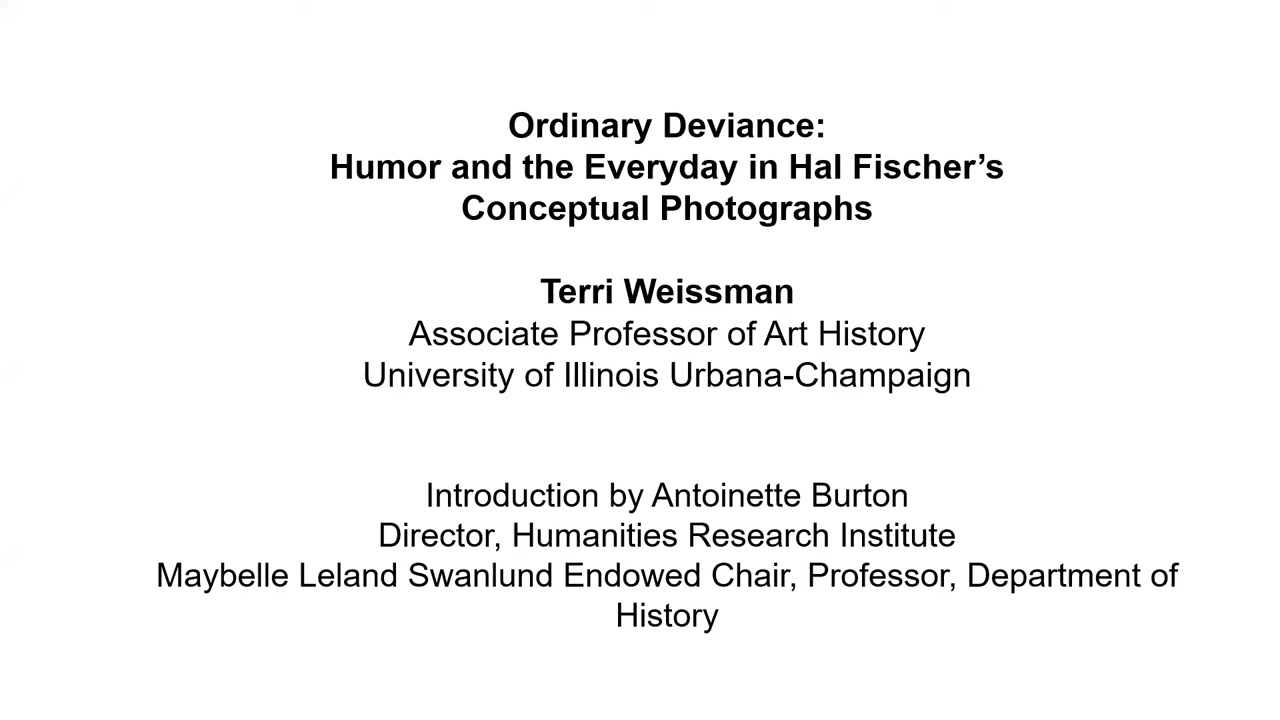 Ordinary Deviance:
Humor and the Everyday in Hal Fischer’s
Conceptual Photographs
Terri Weissman
Associate Professor of Art History
University of Illinois Urbana-Champaign
Introduction by Antoinette Burton
Director, Humanities Research Institute
Maybelle Leland Swanlund Endowed Chair, Professor, Department of
History